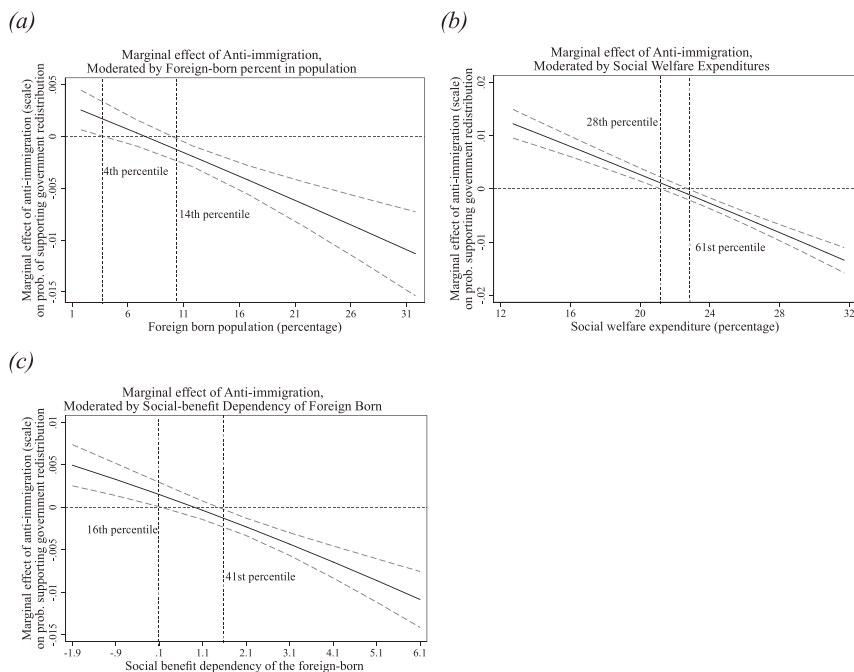 (a)
Marginal effect of Anti-immigration,
Moderated by Foreign-born percent in population
Marginal effect of anti-immigration (scale)
on prob. of supporting government redistribution
.005
0
-.005
-.01
-.015
4th percentile
14th percentile
1 6 11 16 21 26 31
Foreign born population (percentage)
(b)
Marginal effect of Anti-immigration,
Moderated by Social Welfare Expenditures
Marginal effect of anti-immigration (scale)
on prob. supporting government redistribution
.02
.01
0
-.01
-.02
28th percentile
61st percentile
12 16 20 24 28 32
Social welfare expenditure (percentage)
(c)
Marginal effect of Anti-immigration,
Moderated by Social-benefit Dependency of Foreign Born
Marginal effect of anti-immigration (scale)
on prob. supporting government redistribution
.01
.005
0
-.005
-.01
-.015
16th percentile
41st percentile
-1.9 -.9 .1 1.1 2.1 3.1 4.1 5.1 6.1
Social benefit dependency of the foreign-born